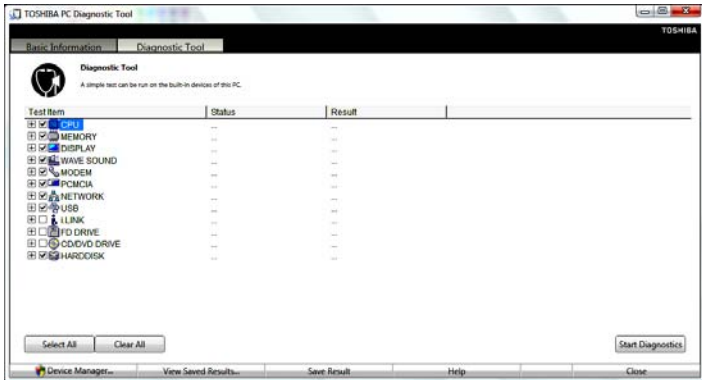 TOSHIBA PC Diagnostic Tool
TOSHIBA
Basic Information Diagnostic Tool
Diagnostic Tool
A simple test can be run on the built-in devices of this PC.
Test Item Status Result
CPU ... ...
MEMORY ... ...
DISPLAY ... ...
WAVE SOUND ... ...
MODEM ... ...
PCMCIA ... ...
NETWORK ... ...
USB ... ...
i.LINK ... ...
FD DRIVE ... ...
CD/DVD DRIVE ... ...
HARDDISK ... ...
Select All Clear All Start Diagnostics
Device Manager... View Saved Results... Save Result Help Close